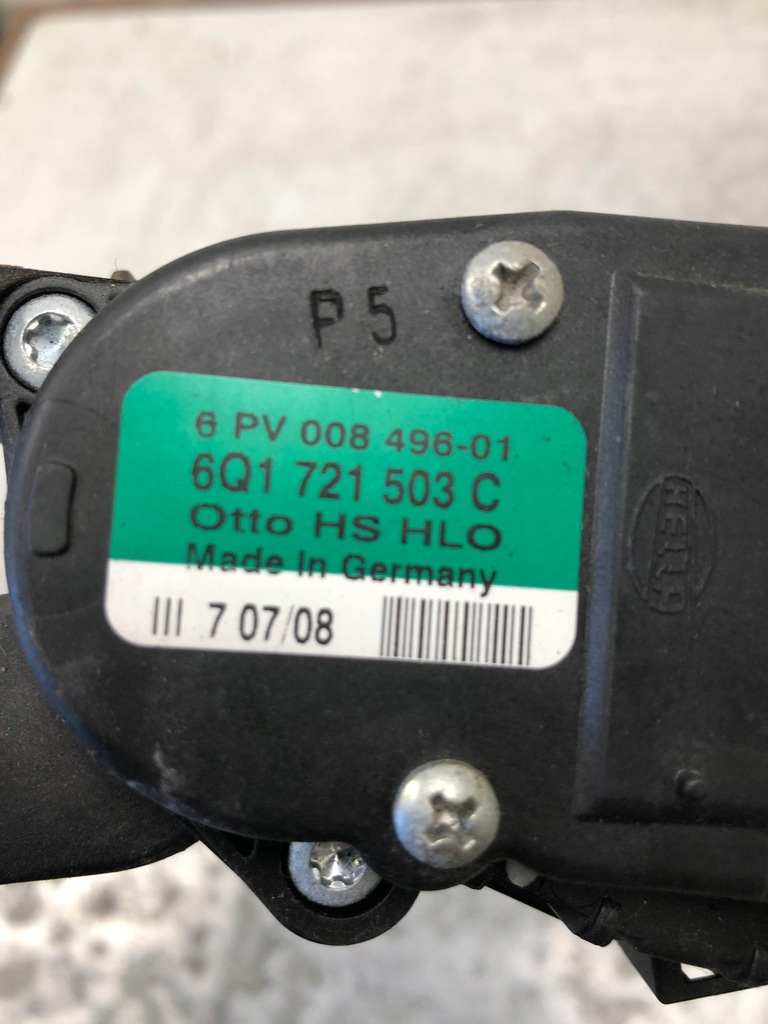 P5
6 PV 008 496-01
6Q1 721 503 C
Otto HS HLO
Made In Germany
III 7 07/08
HELLA